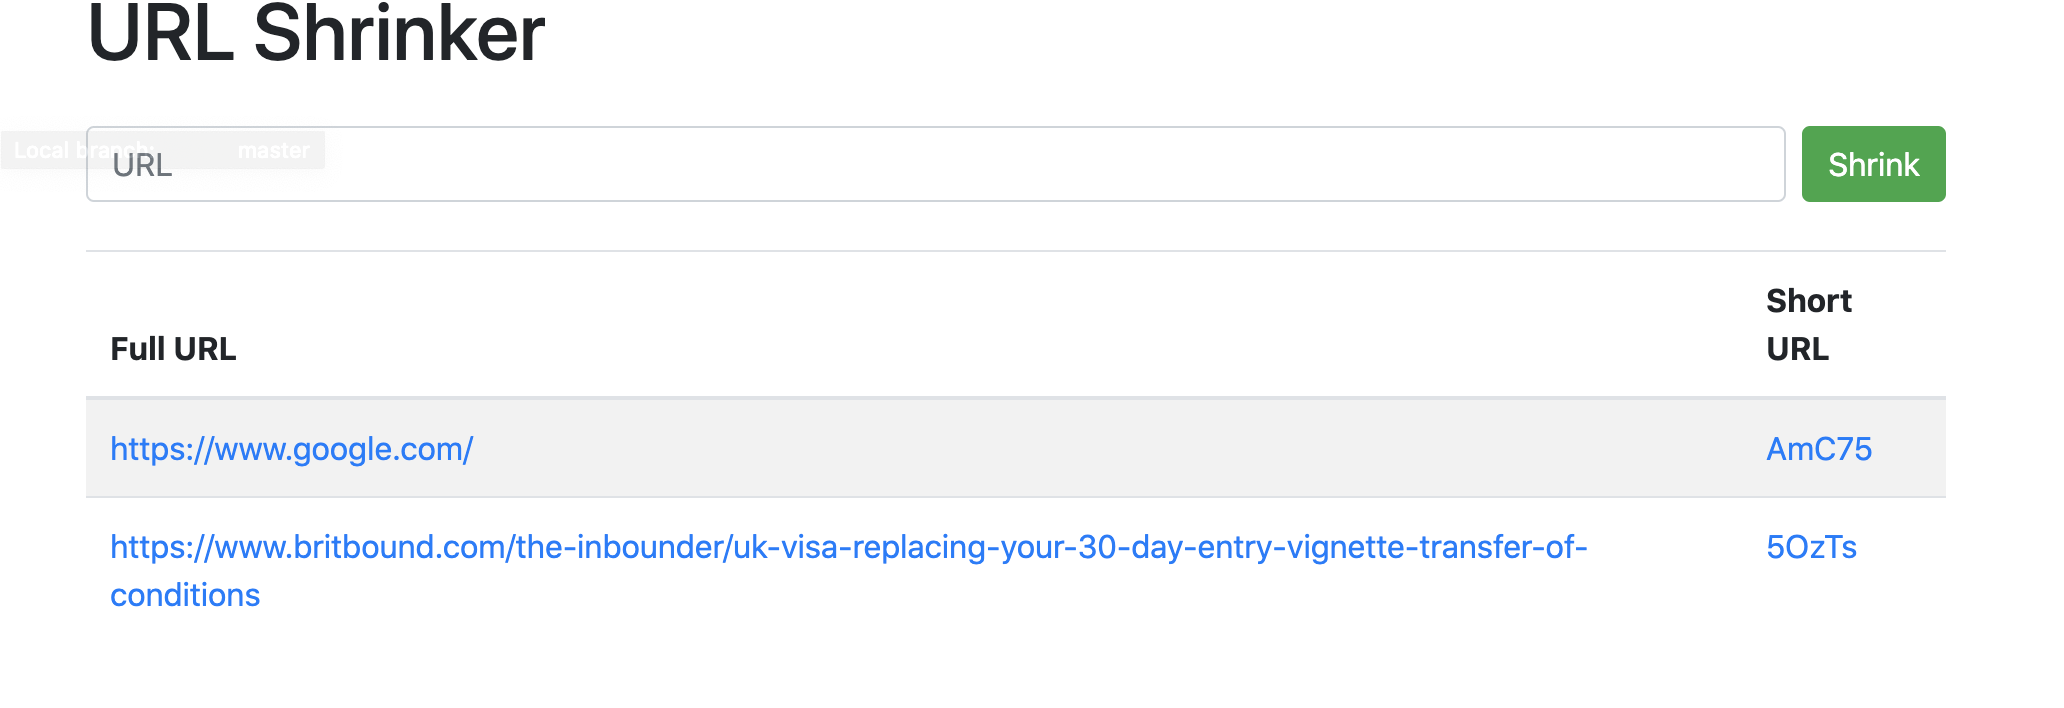 URL Shrinker
Local branch: master
URL
Shrink
Full URL
Short
URL
https://www.google.com/
AmC75
https://www.britbound.com/the-inbounder/uk-visa-replacing-your-30-day-entry-vignette-transfer-of-
conditions
5OzTs